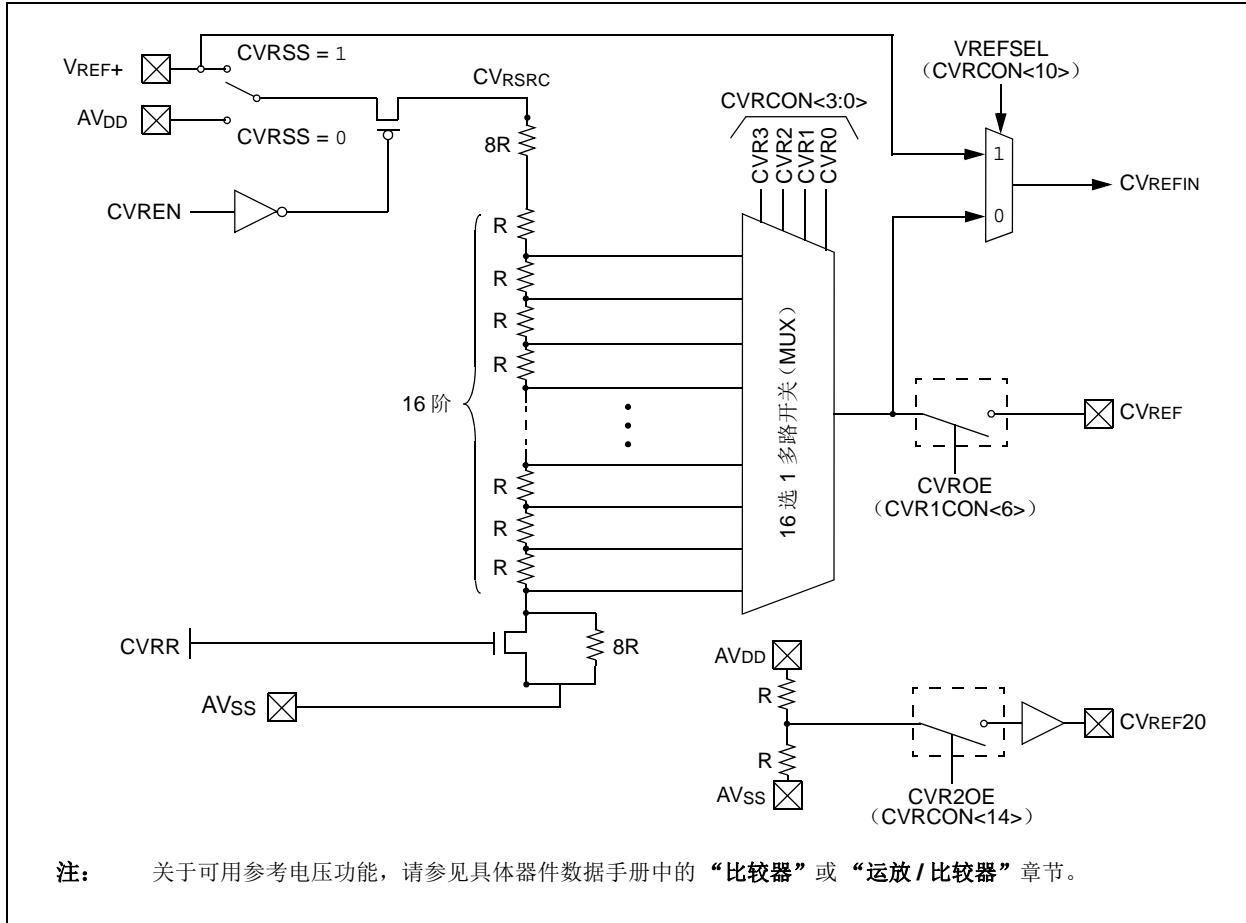 VREF+
CVRSS = 1
AVDD
CVRSS = 0
CVREN
CVRSRC
8R
R
R
R
R
16 阶
R
R
R
CVRR
8R
AVSS
CVRCON<3:0>
CVR3
CVR2
CVR1
CVR0
16 选 1 多路开关（MUX）
VREFSEL
（CVRCON<10>）
1
0
CVREFIN
CVREF
CVROE
（CVR1CON<6>）
AVDD
R
R
AVSS
CVREF20
CVR2OE
（CVRCON<14>）
注： 关于可用参考电压功能，请参见具体器件数据手册中的 “比较器”或 “运放 / 比较器”章节。